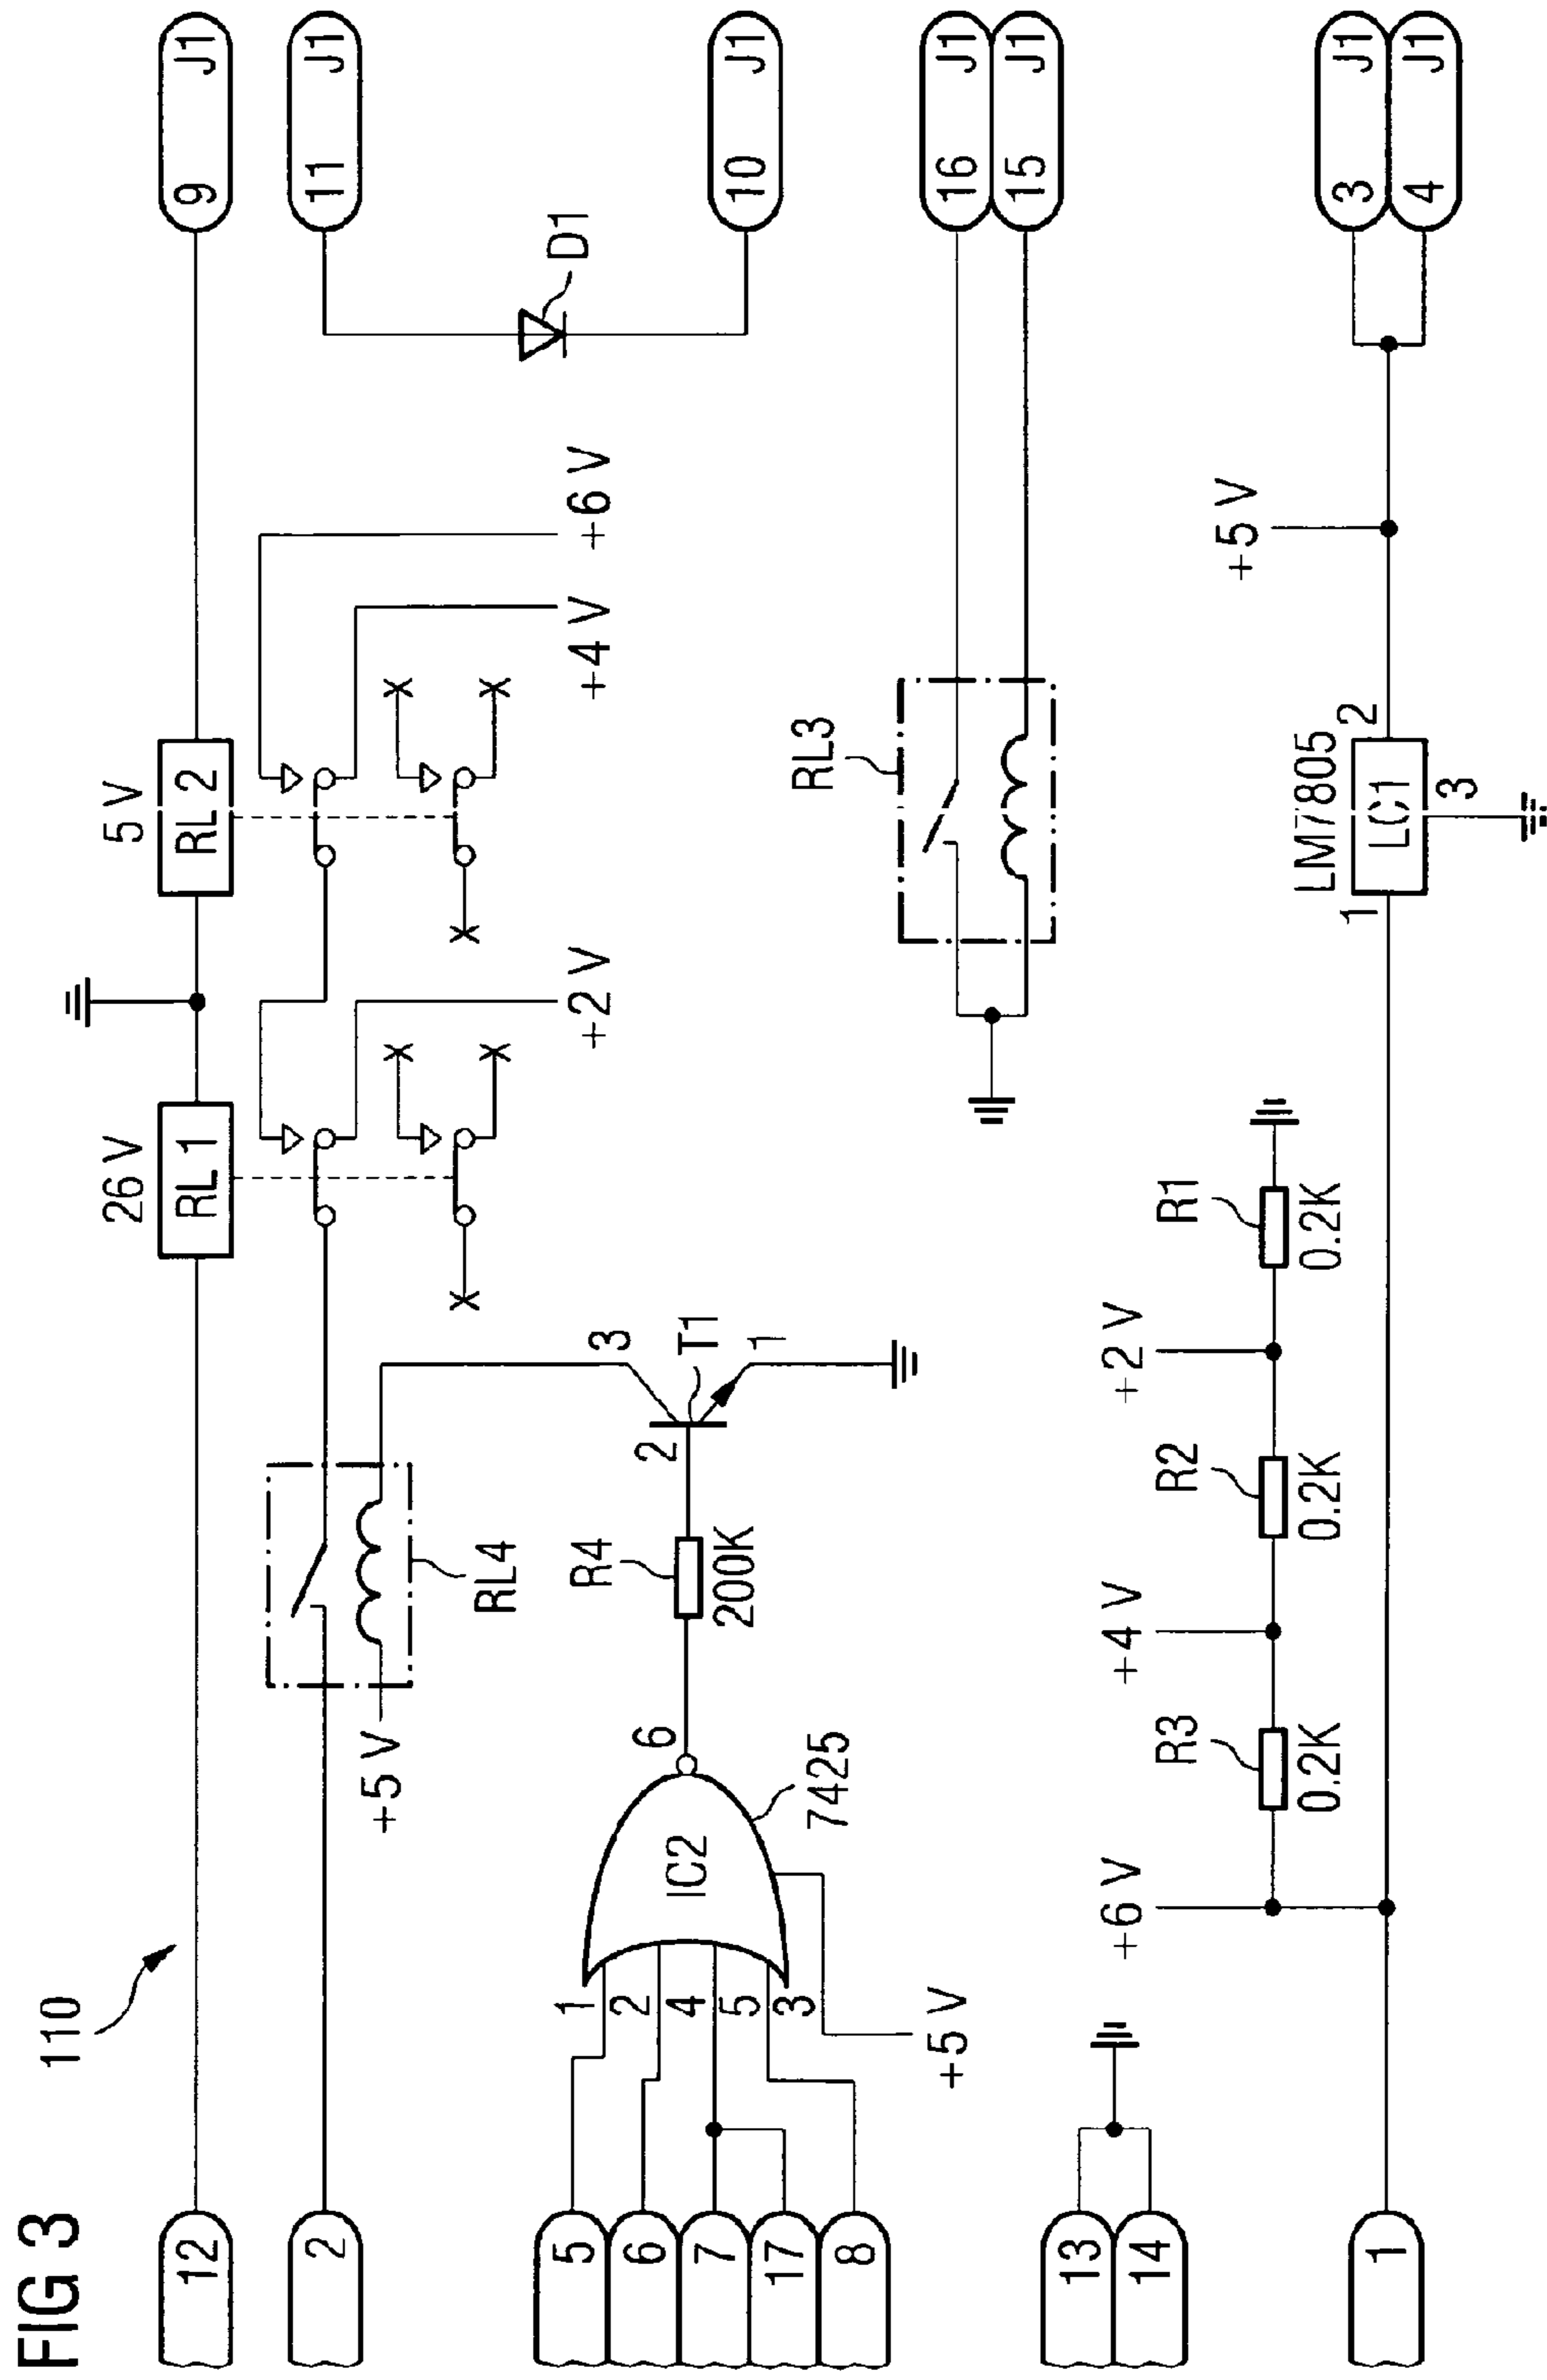 FIG 3
110
12
26 V
RL 1
5 V
RL 2
9 J1
2
RL4
+5 V
+2 V
+4 V
+6 V
11 J1
D1
10 J1
5
6
7
17
8
1
2
4
5
3
IC2
7425
6
+5 V
R4
200K
2
3
T1
1
RL3
16 J1
15 J1
13
14
+6 V
R3
0.2K
+4 V
R2
0.2K
+2 V
R1
0.2K
1
LM7805
1
LC1
2
3
+5 V
3 J1
4 J1